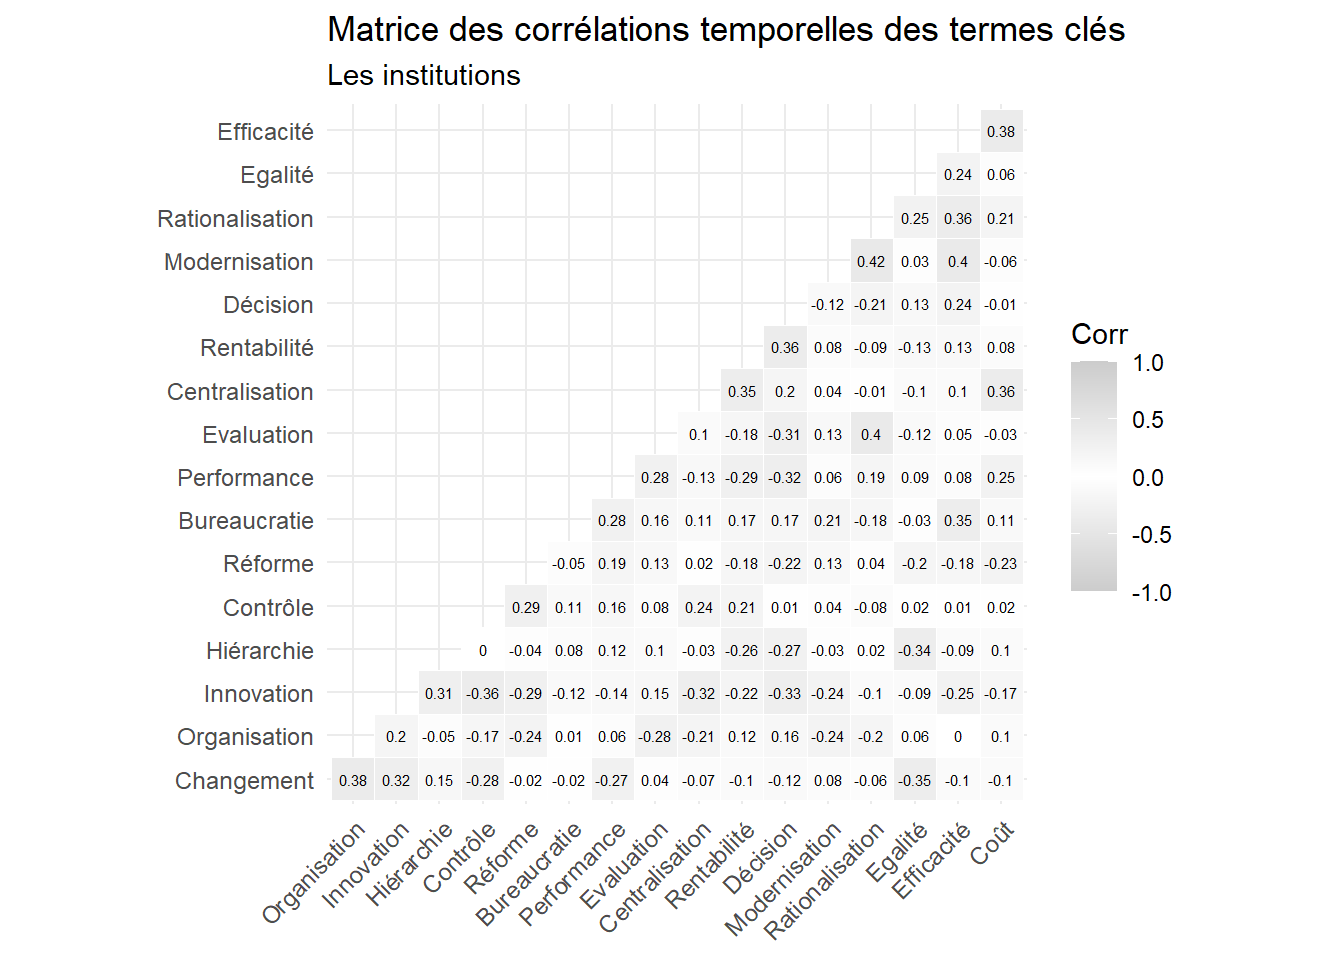 Matrice des corrélations temporelles des termes clés
Les institutions
Efficacité 0.38
Egalité 0.24 0.06
Rationalisation 0.25 0.36 0.21
Modernisation 0.42 0.03 0.4 -0.06
Décision -0.12 -0.21 0.13 0.24 -0.01
Rentabilité 0.36 0.08 -0.09 -0.13 0.13 0.08
Centralisation 0.35 0.2 0.04 -0.01 -0.1 0.1 0.36
Evaluation 0.1 -0.18 -0.31 0.13 0.4 -0.12 0.05 -0.03
Performance 0.28 -0.13 -0.29 -0.32 0.06 0.19 0.09 0.08 0.25
Bureaucratie 0.28 0.16 0.11 0.17 0.17 0.21 -0.18 -0.03 0.35 0.11
Réforme -0.05 0.19 0.13 0.02 -0.18 -0.22 0.13 0.04 -0.2 -0.18 -0.23
Contrôle 0.29 0.11 0.16 0.08 0.24 0.21 0.01 0.04 -0.08 0.02 0.01 0.02
Hiérarchie 0 -0.04 0.08 0.12 0.1 -0.03 -0.26 -0.27 -0.03 0.02 -0.34 -0.09 0.1
Innovation 0.31 -0.36 -0.29 -0.12 -0.14 0.15 -0.32 -0.22 -0.33 -0.24 -0.1 -0.09 -0.25 -0.17
Organisation 0.2 -0.05 -0.17 -0.24 0.01 0.06 -0.28 -0.21 0.12 0.16 -0.24 -0.2 0.06 0 0.1
Changement 0.38 0.32 0.15 -0.28 -0.02 -0.02 -0.27 0.04 -0.07 -0.1 -0.12 0.08 -0.06 -0.35 -0.1 -0.1
Organisation
Innovation
Hiérarchie
Contrôle
Réforme
Bureaucratie
Performance
Evaluation
Centralisation
Rentabilité
Décision
Modernisation
Rationalisation
Egalité
Efficacité
Coût
Corr
1.0
0.5
0.0
-0.5
-1.0